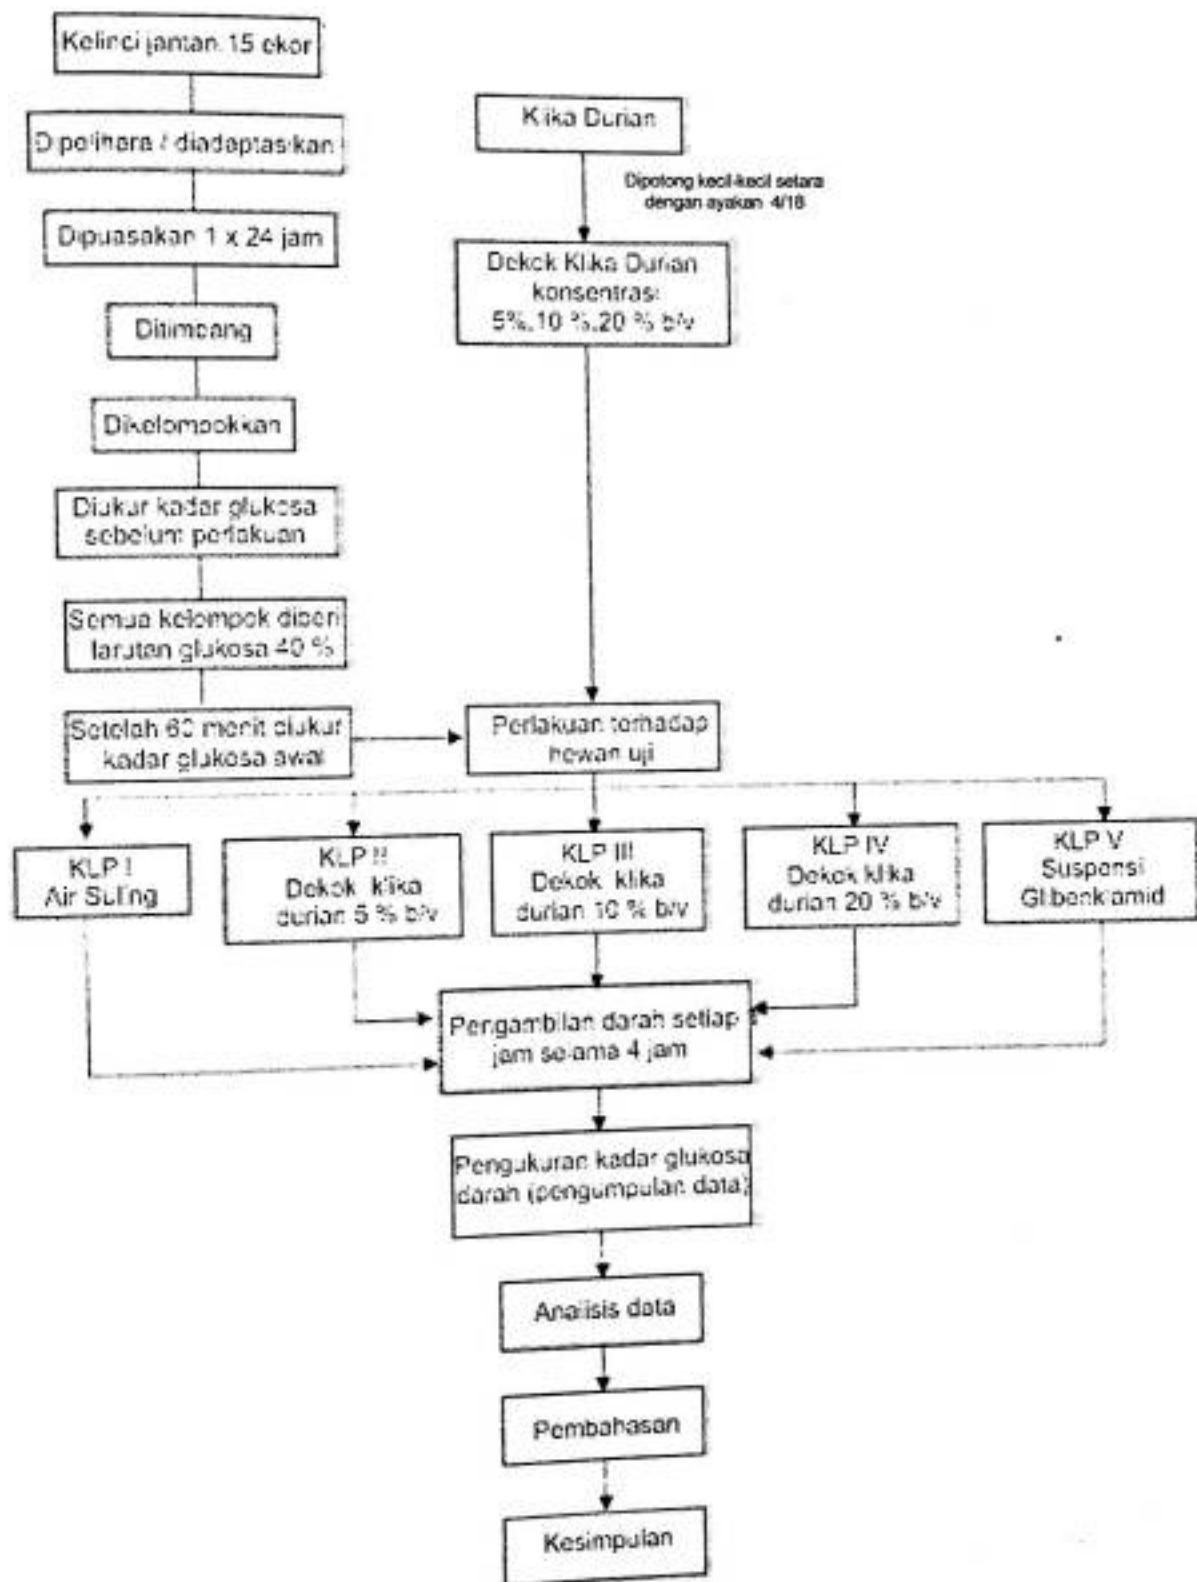 Kelinci jantan 15 ekor
Dipelihara / diadaptasikan
Dipuasakan 1 x 24 jam
Ditimbang
Dikelompokkan
Diukur kadar glukosa
sebelum perlakuan
Semua kelompok diberi
larutan glukosa 40 %
Setelah 60 menit diukur
kadar glukosa awal
Klika Durian
Dipotong kecil-kecil setara
dengan ayakan 4/18
Dekok Klika Durian
konsentrasi
5%.10 %.20 % b/v
Perlakuan terhadap
hewan uji
KLP I
Air Suling
KLP II
Dekok klika
durian 5 % b/v
KLP III
Dekok klika
durian 10 % b/v
KLP IV
Dekok klika
durian 20 % b/v
KLP V
Suspensi
Glibenklamid
Pengambilan darah setiap
jam selama 4 jam
Pengukuran kadar glukosa
darah (pengumpulan data)
Analisis data
Pembahasan
Kesimpulan